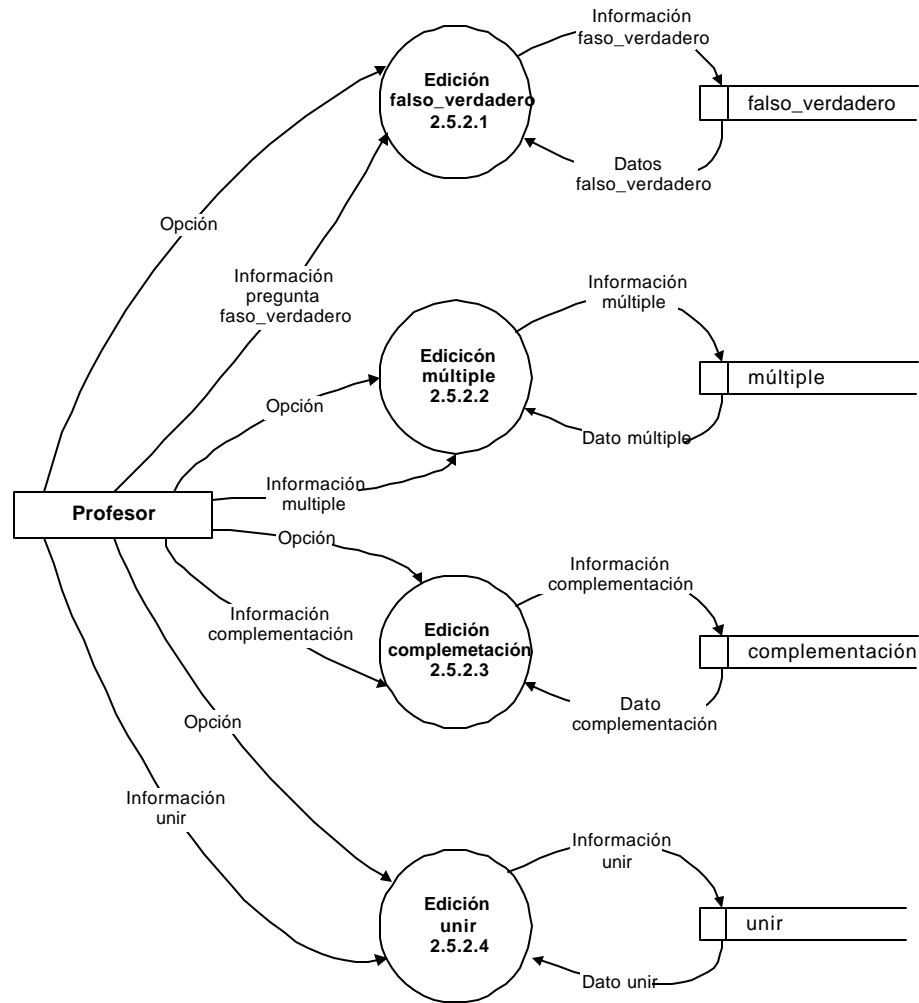 Información
faso_verdadero
Edición
falso_verdadero
2.5.2.1
falso_verdadero
Datos
falso_verdadero
Opción
Información
pregunta
faso_verdadero
Información
múltiple
Edicicón
múltiple
2.5.2.2
múltiple
Opción
Dato múltiple
Información
multiple
Profesor
Opción
Información
complementación
Información
complementación
Edición
complemetación
2.5.2.3
complementación
Dato
complementación
Opción
Información
unir
Información
unir
Edición
unir
2.5.2.4
unir
Dato unir